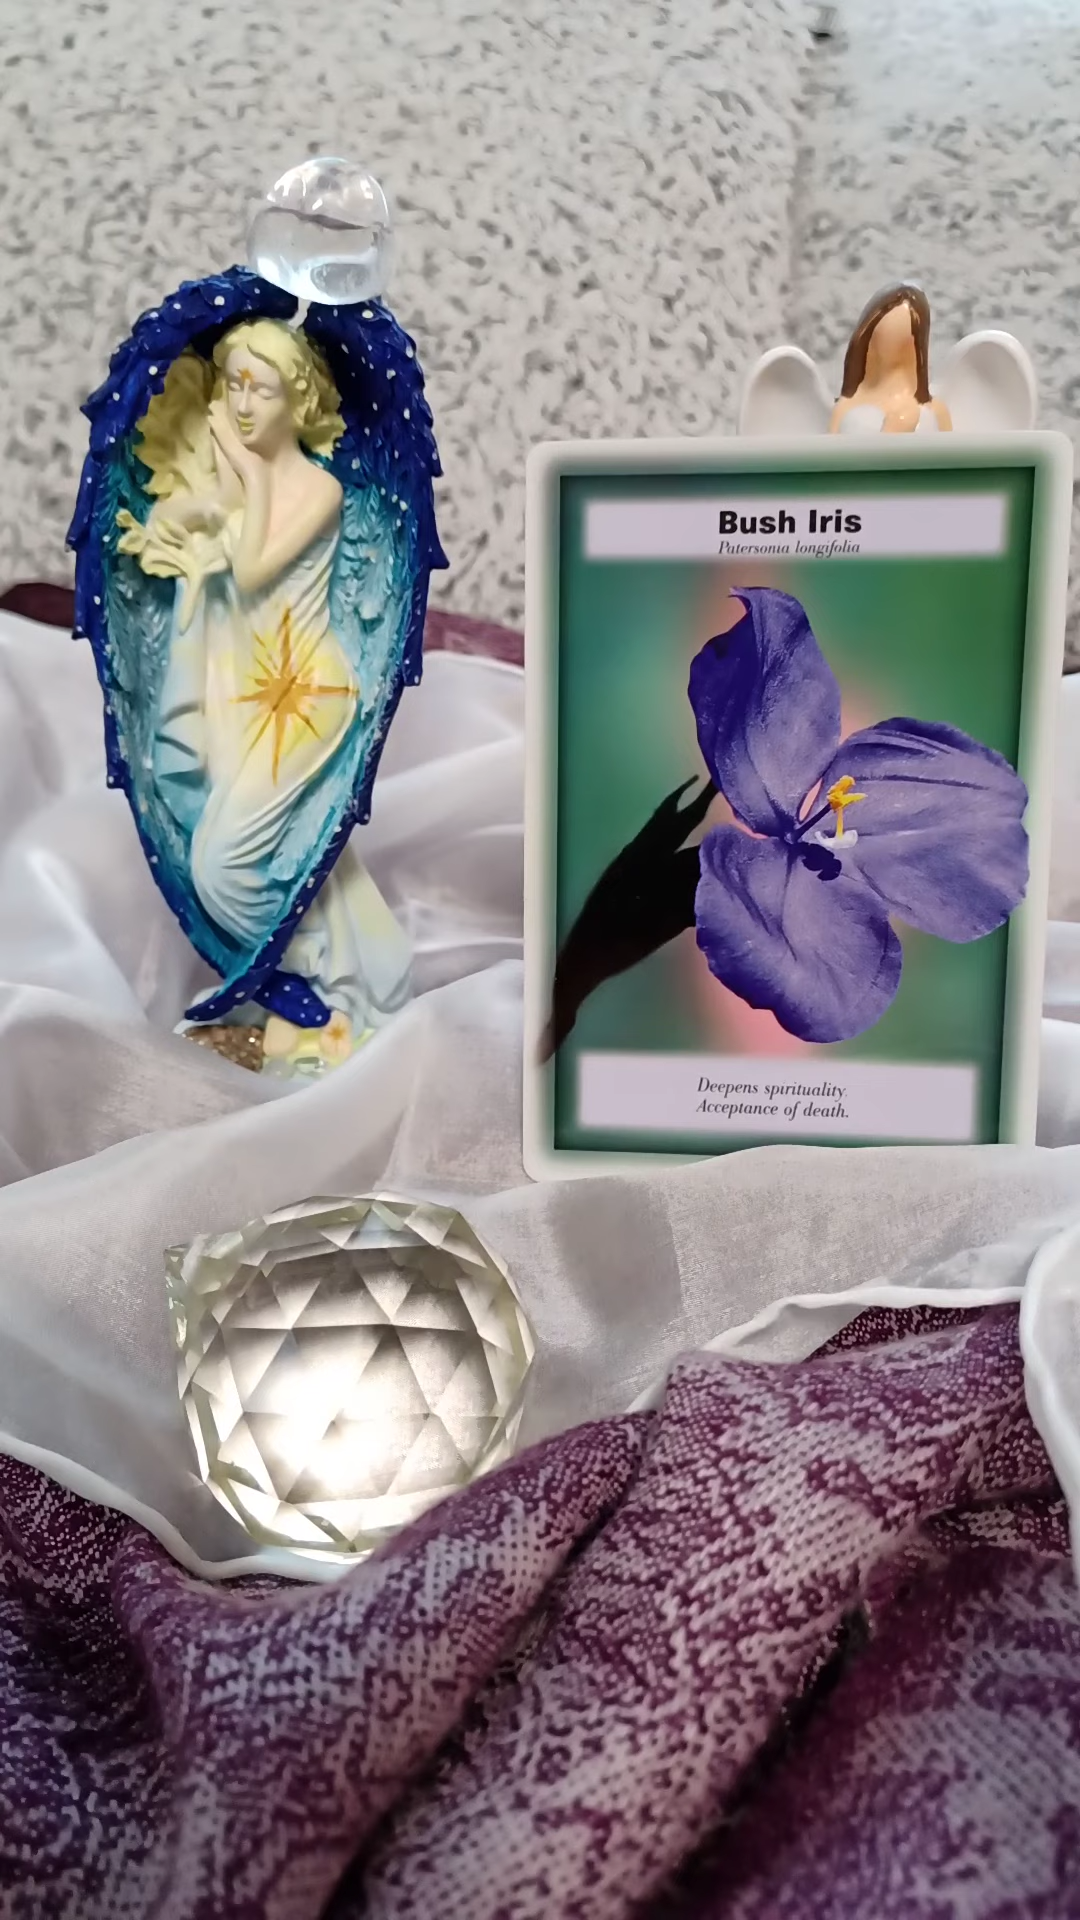 Bush Iris
Patersonia longifolia
Deepens spirituality.
Acceptance of death.